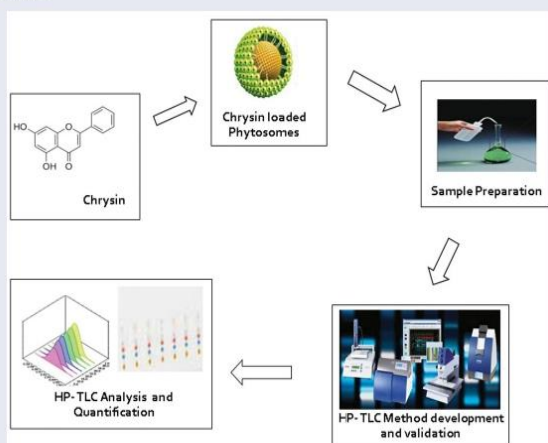 HO
O
OH
O
Chrysin
Chrysin loaded
Phytosomes
Sample Preparation
HP- TLC Method development
and validation
HP- TLC Analysis and
Quantification